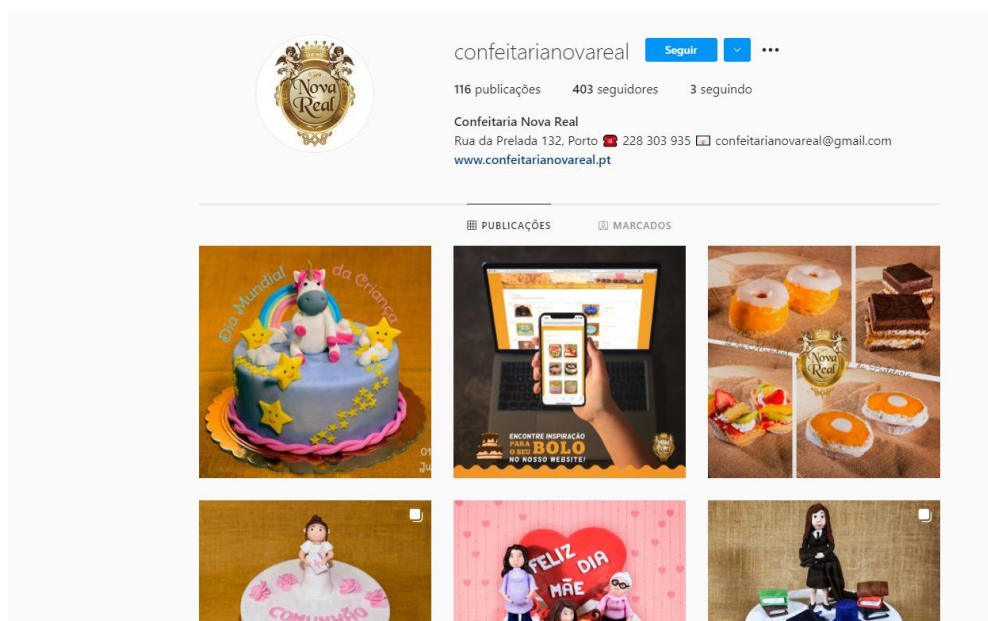 confeitarianovareal
Seguir
116 publicações 403 seguidores 3 seguindo
Confeitaria Nova Real
Rua da Prelada 132, Porto ☎️ 228 303 935 📧 confeitarianovareal@gmail.com
www.confeitarianovareal.pt
PUBLICAÇÕES MARCADOS
Nova
Real
Dia Mundial da Criança
01
Ju
ENCONTRE INSPIRAÇÃO
PARA
O SEU BOLO
NO NOSSO WEBSITE!
Nova
Real
COMUNHÃO
FELIZ DIA
MÃE